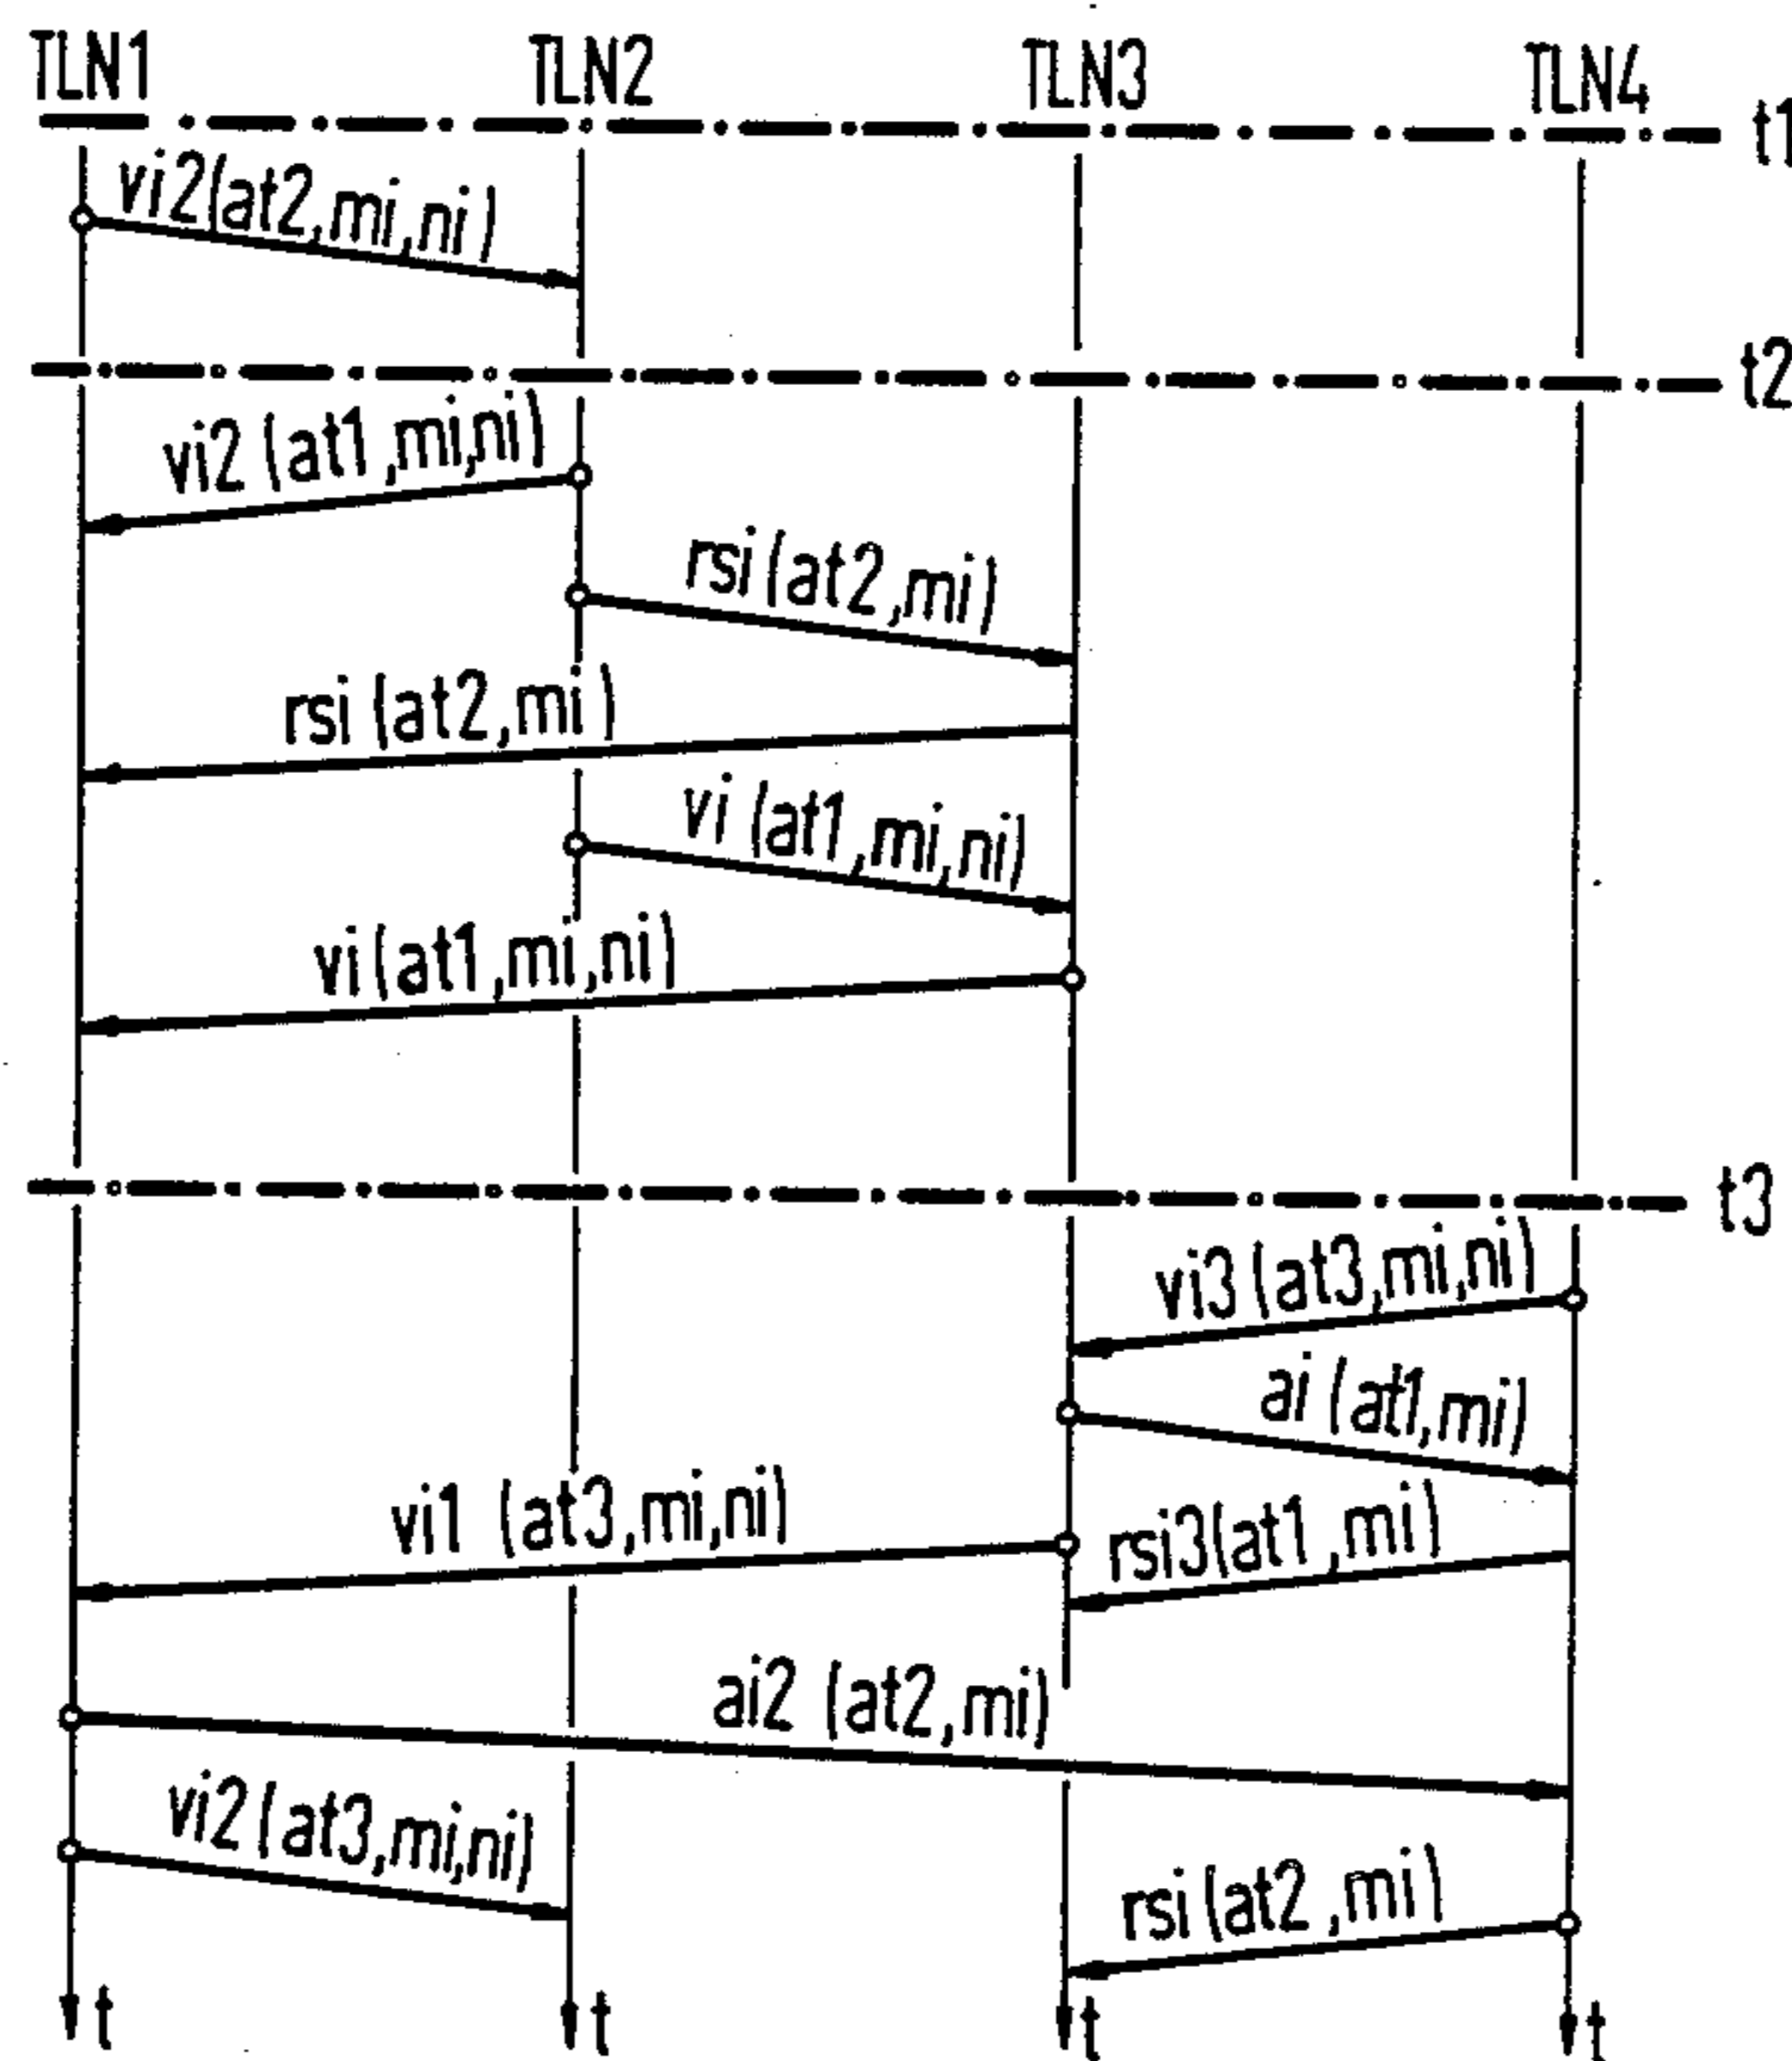 TLN1 TLN2 TLN3 TLN4
t1
vi2(at2,mi,ni)
t2
vi2 (at1,mi,ni)
rsi(at2,mi)
rsi (at2,mi)
vi (at1,mi,ni)
vi(at1,mi,ni)
t3
vi3 (at3,mi,ni)
ai (at1,mi)
vi1 (at3,mi,ni)
rsi3(at1,mi)
ai2 (at2,mi)
vi2(at3,mi,ni)
rsi(at2,mi)
t t t t